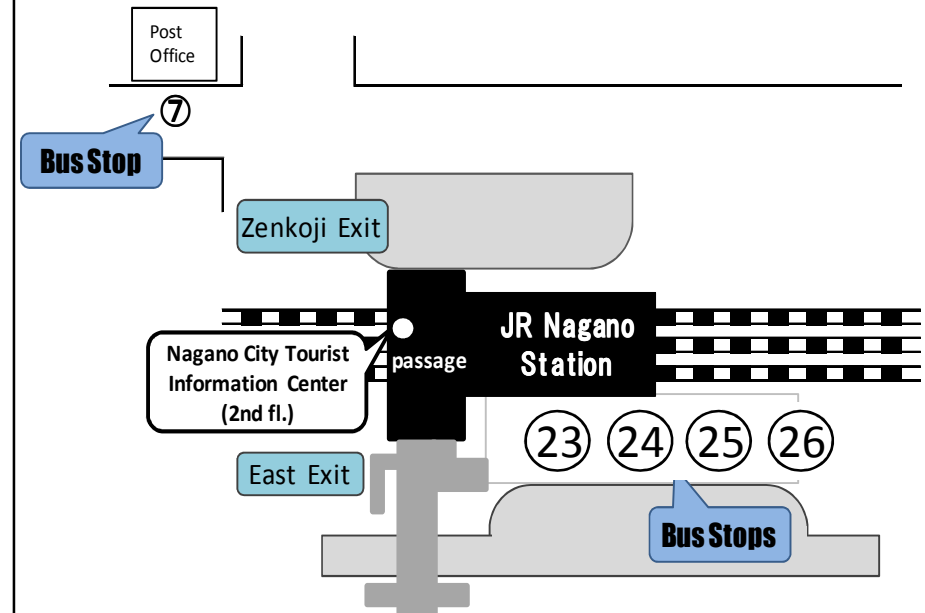 Post
Office
⑦
Bus Stop
Zenkoji Exit
JR Nagano
Station
passage
Nagano City Tourist
Information Center
(2nd fl.)
23 24 25 26
East Exit
Bus Stops